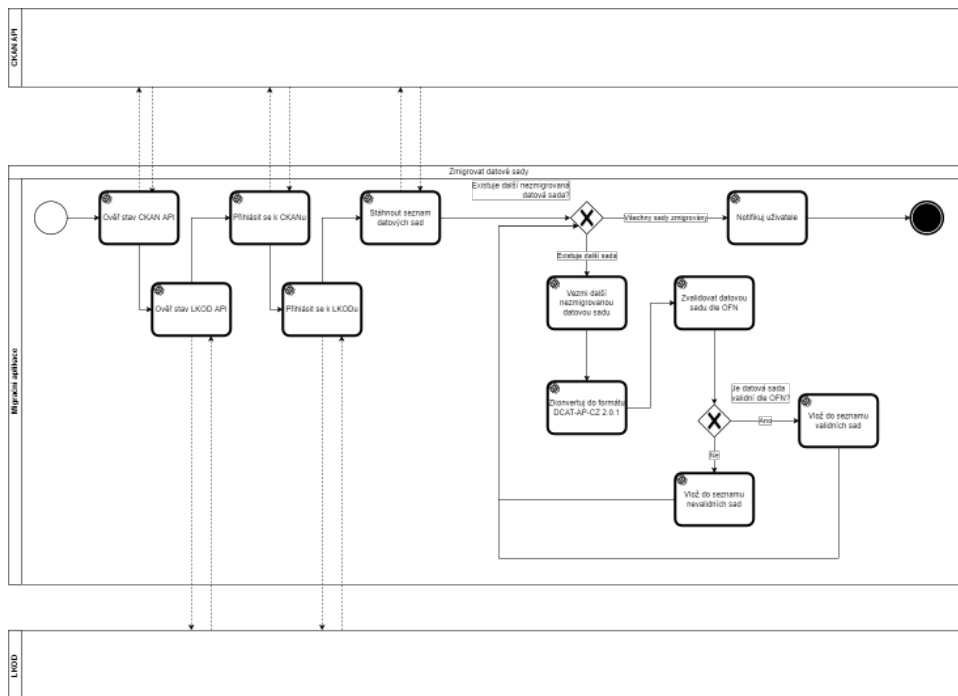 CKAN API
Zmigrovat datové sady
Migrační aplikace
Ověř stav CKAN API
Přihlásit se k CKANu
Stáhnout seznam
datových sad
Existuje další nezmigrovaná
datová sada?
Všechny sady zmigrovány
Notifikuj uživatele
Existuje další sada
Ověř stav LKOD API
Přihlásit se k LKODu
Vezmi další
nezmigrovanou
datovou sadu
Zvalidovat datovou
sadu dle OFN
Zkonvertuj do formátu
DCAT-AP-CZ 2.0.1
Je datová sada
validní dle OFN?
Ano
Vlož do seznamu
validních sad
Ne
Vlož do seznamu
nevalidních sad
LKOD